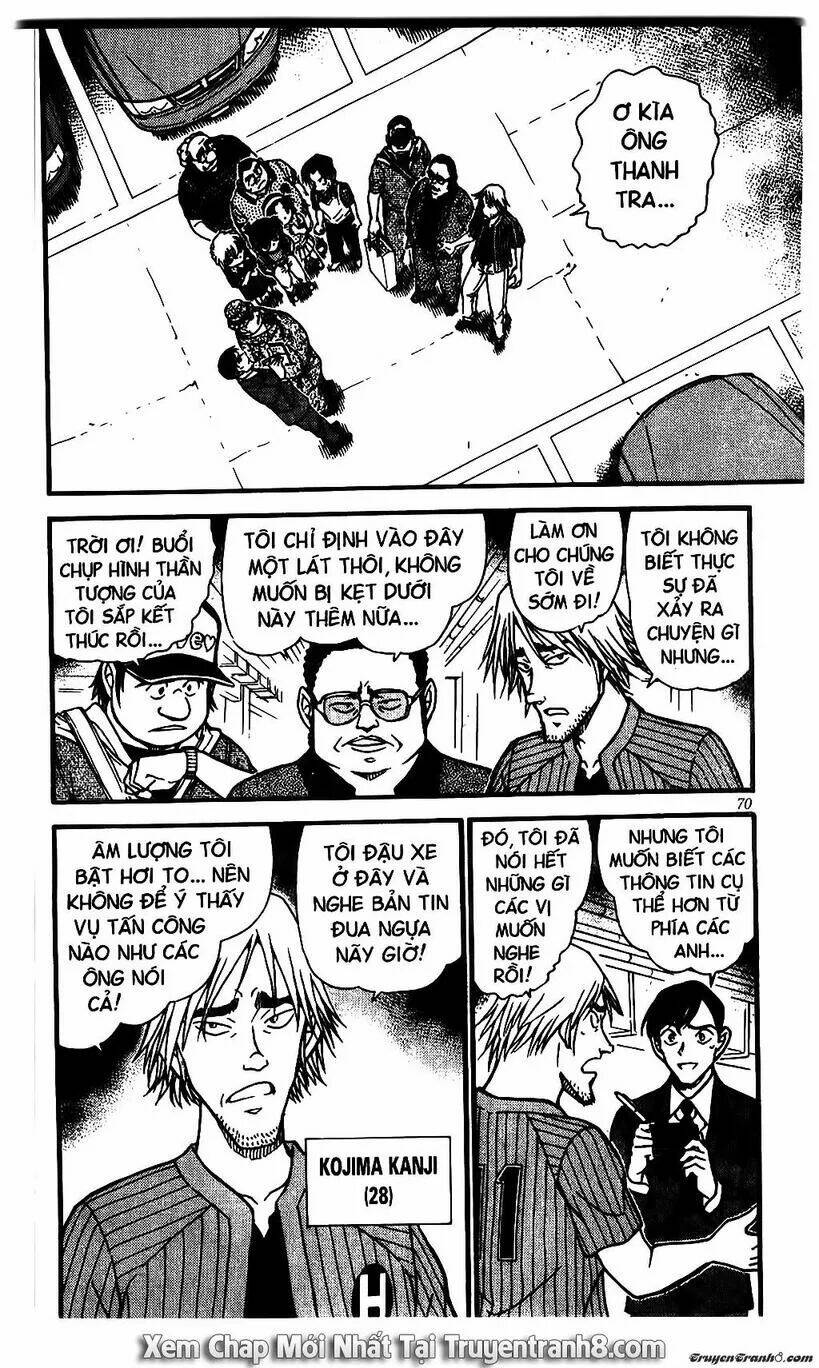 Ơ KÌA
ÔNG
THANH
TRA...
TÔI KHÔNG
BIẾT THỰC
SỰ ĐÃ
XẢY RA
CHUYỆN GÌ
NHƯNG...
LÀM ƠN
CHO CHÚNG
TÔI VỀ
SỚM ĐI!
TÔI CHỈ ĐỊNH VÀO ĐÂY
MỘT LÁT THÔI, KHÔNG
MUỐN BỊ KẸT DƯỚI
NÀY THÊM NỮA...
TRỜI ƠI! BUỔI
CHỤP HÌNH THẦN
TƯỢNG CỦA
TÔI SẮP KẾT
THÚC RỒI...
70
NHƯNG TÔI
MUỐN BIẾT CÁC
THÔNG TIN CỤ
THỂ HƠN TỪ
PHÍA CÁC
ANH...
ĐÓ, TÔI ĐÃ
NÓI HẾT
NHỮNG GÌ
CÁC VỊ
MUỐN
NGHE
RỒI!
1
TÔI ĐẬU XE
Ở ĐÂY VÀ
NGHE BẢN TIN
ĐUA NGỰA
NÃY GIỜ!
ÂM LƯỢNG TÔI
BẬT HƠI TO... NÊN
KHÔNG ĐỂ Ý THẤY
VỤ TẤN CÔNG
NÀO NHƯ CÁC
ÔNG NÓI
CẢ!
KOJIMA KANJI
(28)
H
Xem Chap Mới Nhất Tại Truyentranh8.com
TruyenTranh8.com